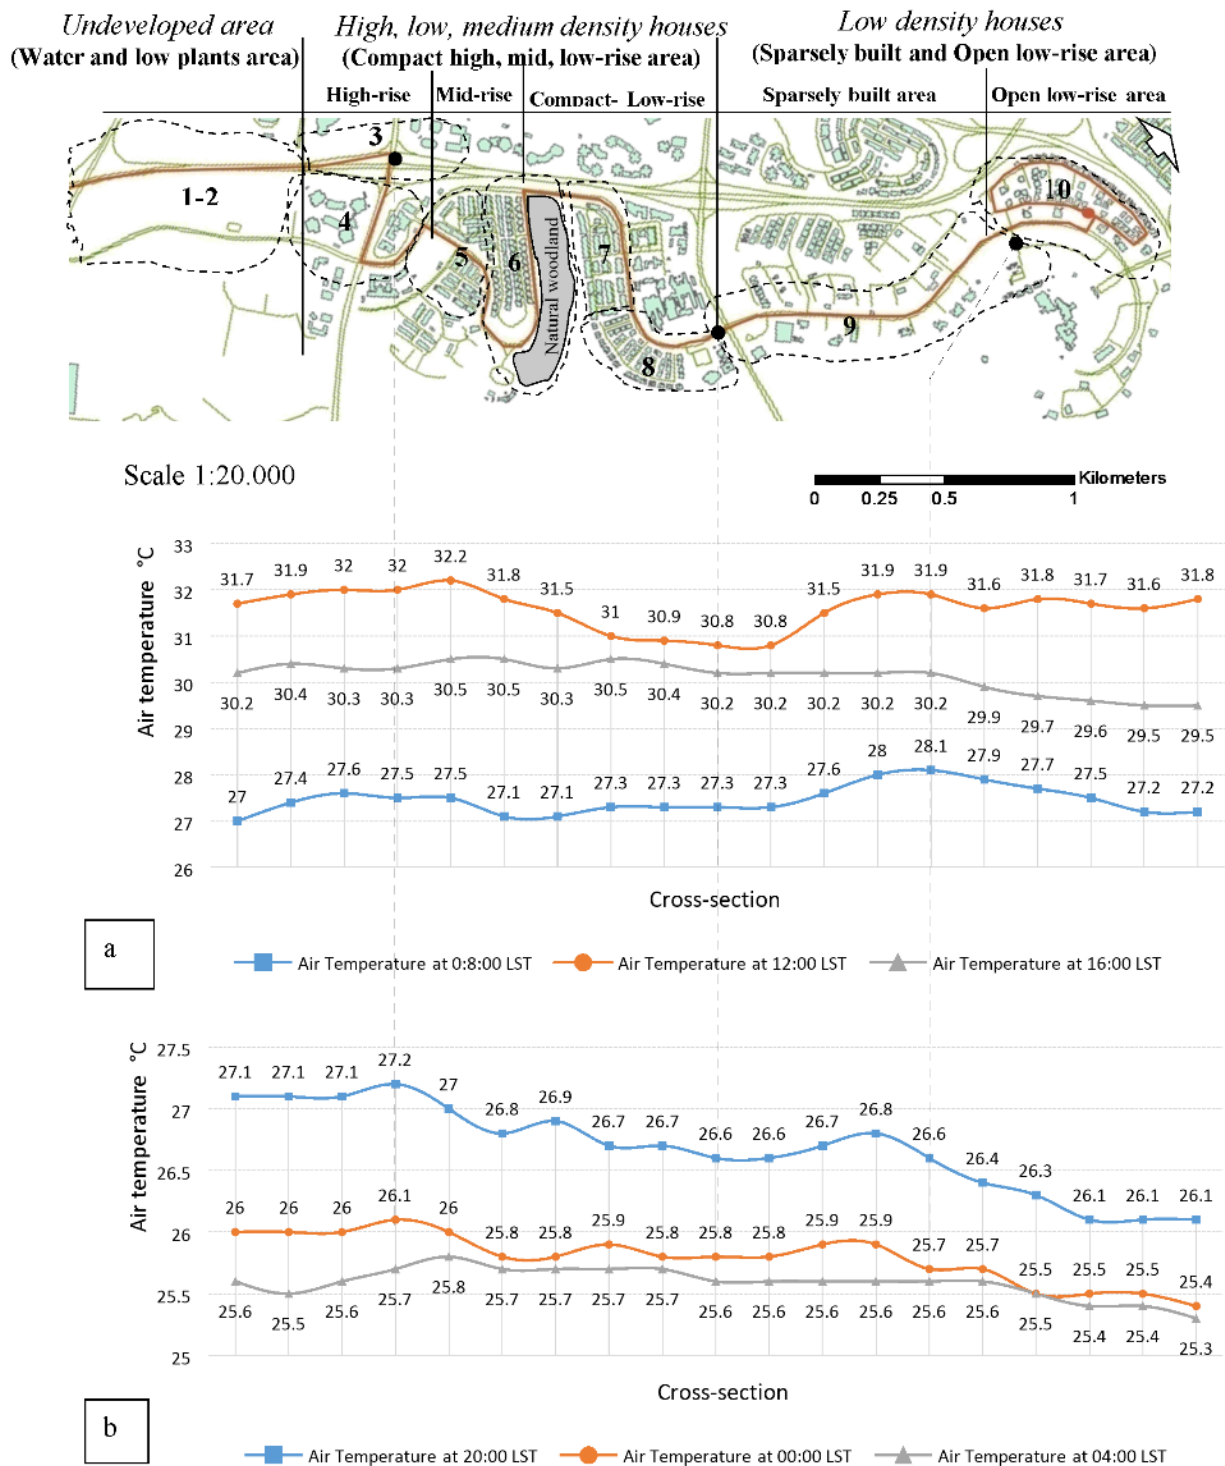 Undeveloped area
(Water and low plants area)
High, low, medium density houses
(Compact high, mid, low-rise area)
Low density houses
(Sparsely built and Open low-rise area)
High-rise
Mid-rise
Compact- Low-rise
Sparsely built area
Open low-rise area
3
1-2
4
5
6
Natural woodland
7
8
9
10
Scale 1:20.000
Kilometers
0 0.25 0.5 1
Air temperature °C
33
32
31
30
29
28
27
26
31.7 31.9 32 32 32.2 31.8 31.5 31 30.9 30.8 30.8 31.5 31.9 31.9 31.6 31.8 31.7 31.6 31.8
30.2 30.4 30.3 30.3 30.5 30.5 30.3 30.5 30.4 30.2 30.2 30.2 30.2 30.2 29.9 29.7 29.6 29.5 29.5
27 27.4 27.6 27.5 27.5 27.1 27.1 27.3 27.3 27.3 27.3 27.6 28 28.1 27.9 27.7 27.5 27.2 27.2
Cross-section
a
Air Temperature at 0:8:00 LST
Air Temperature at 12:00 LST
Air Temperature at 16:00 LST
Air temperature °C
27.5
27
26.5
26
25.5
25
27.1 27.1 27.1 27.2 27 26.8 26.9 26.7 26.7 26.6 26.6 26.7 26.8 26.6 26.4 26.3 26.1 26.1 26.1
26 26 26 26.1 26 25.8 25.8 25.9 25.8 25.8 25.8 25.9 25.9 25.7 25.7 25.5 25.5 25.5 25.4
25.6 25.5 25.6 25.7 25.8 25.7 25.7 25.7 25.7 25.6 25.6 25.6 25.6 25.6 25.6 25.5 25.4 25.4 25.3
Cross-section
b
Air Temperature at 20:00 LST
Air Temperature at 00:00 LST
Air Temperature at 04:00 LST